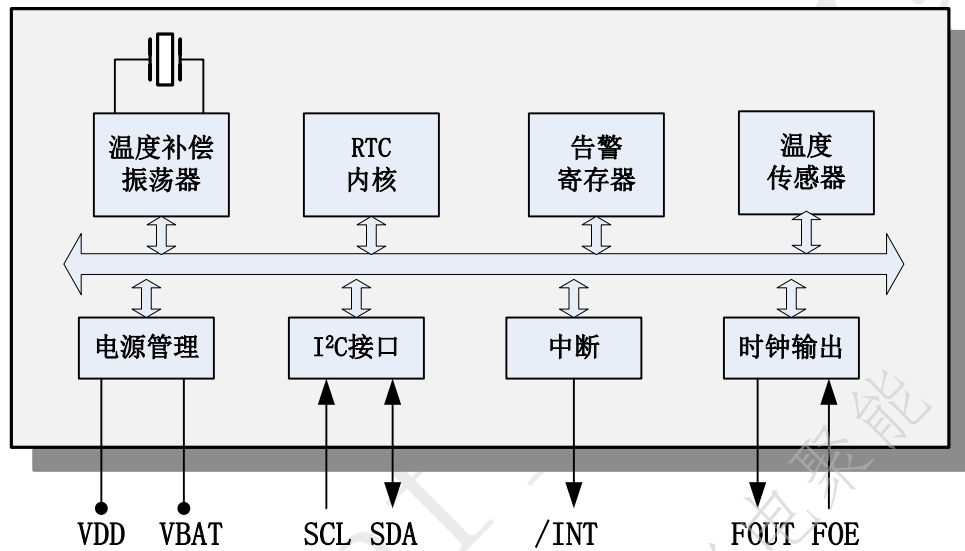 温度补偿
振荡器
RTC
内核
告警
寄存器
温度
传感器
电源管理
I²C接口
中断
时钟输出
VDD VBAT SCL SDA /INT FOUT FOE
聚能